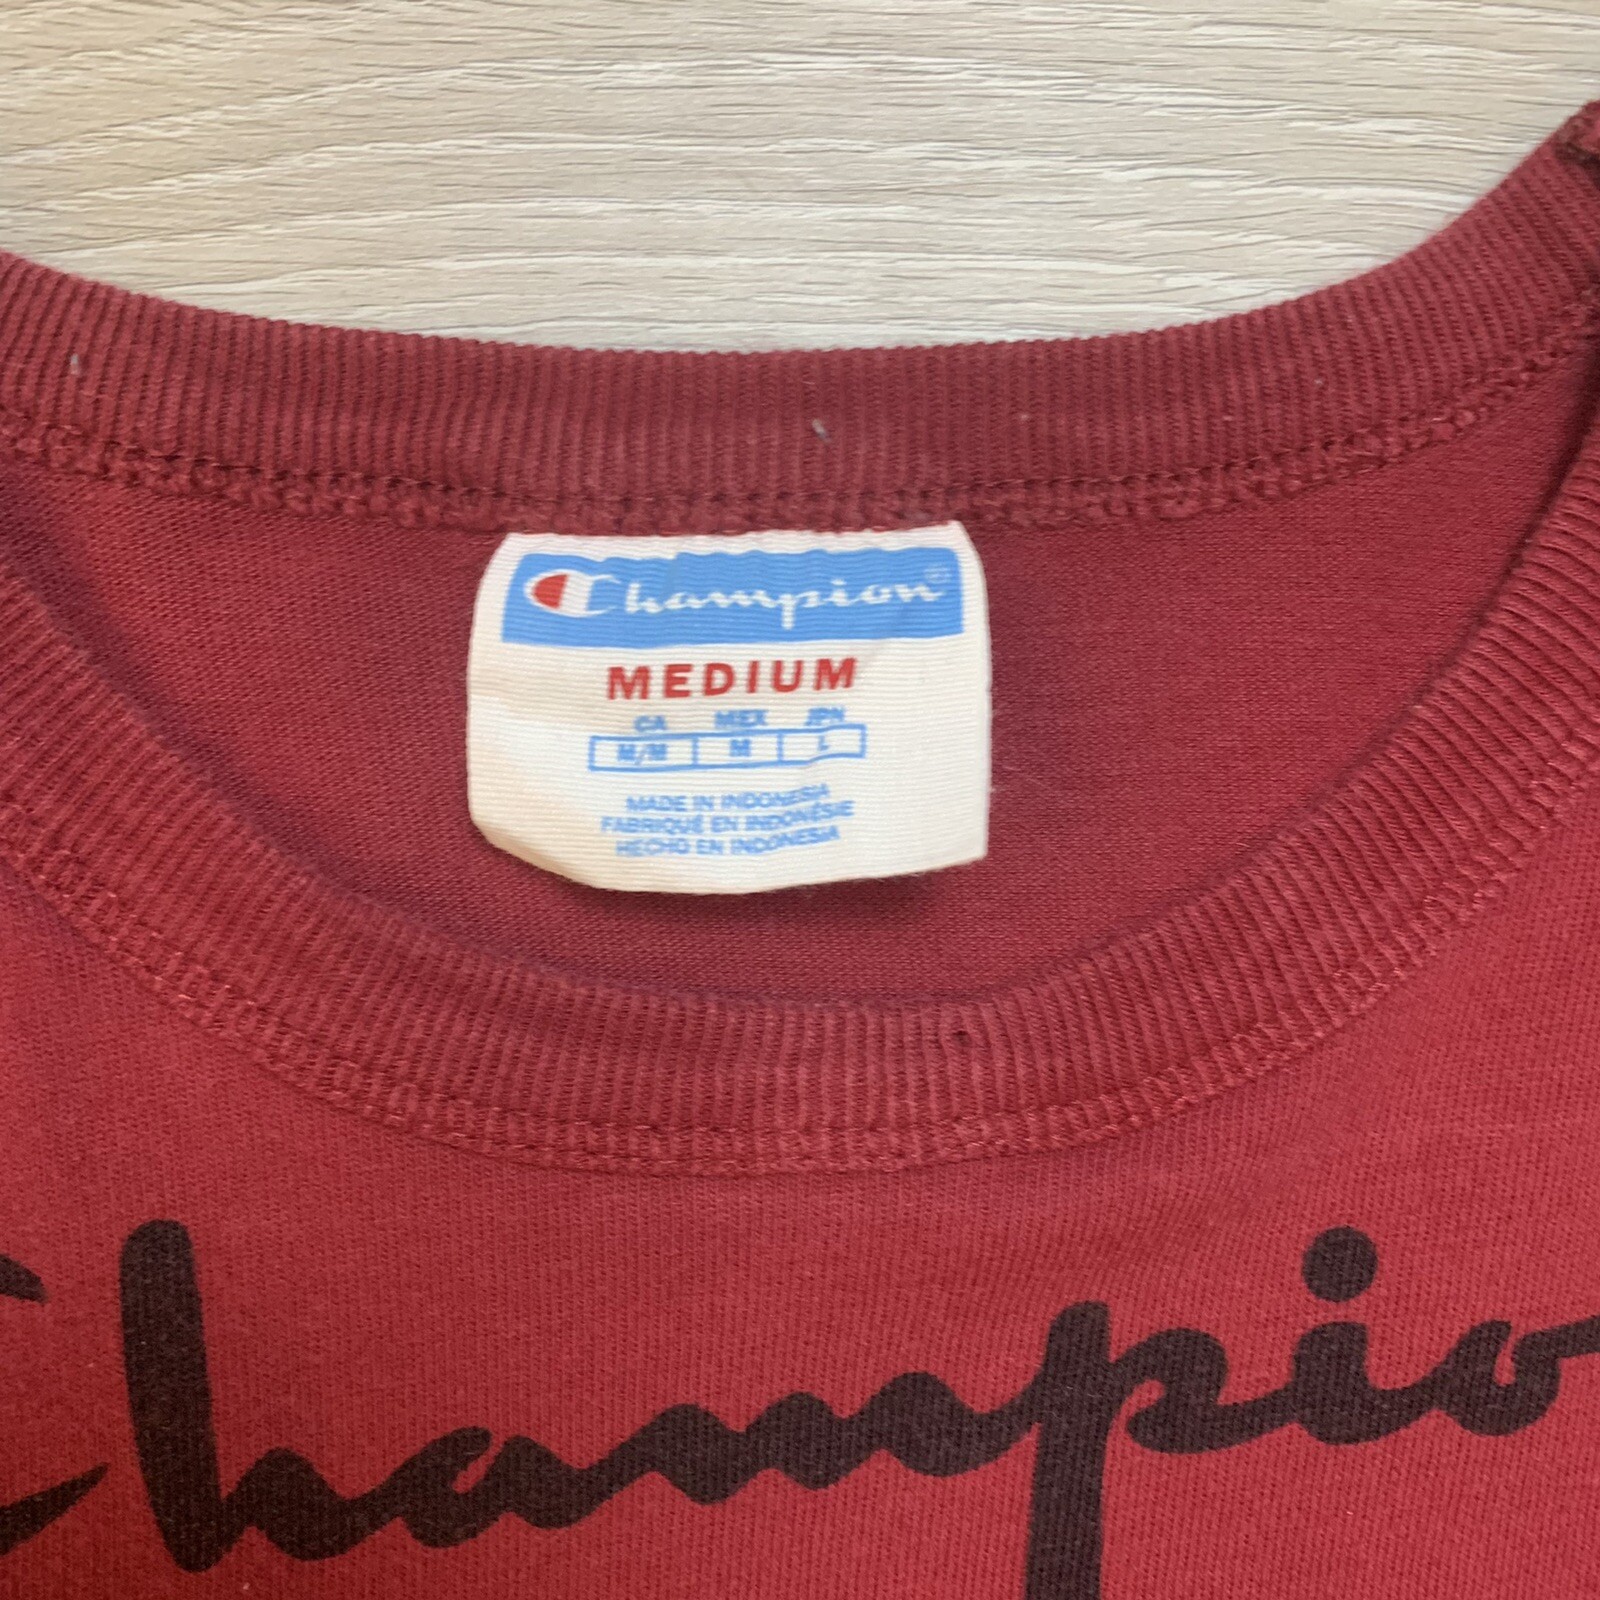 Champion®
MEDIUM
CA MEX JPN
M/M M L
MADE IN INDONESIA
FABRIQUÉ EN INDONÉSIE
HECHO EN INDONESIA
Champio